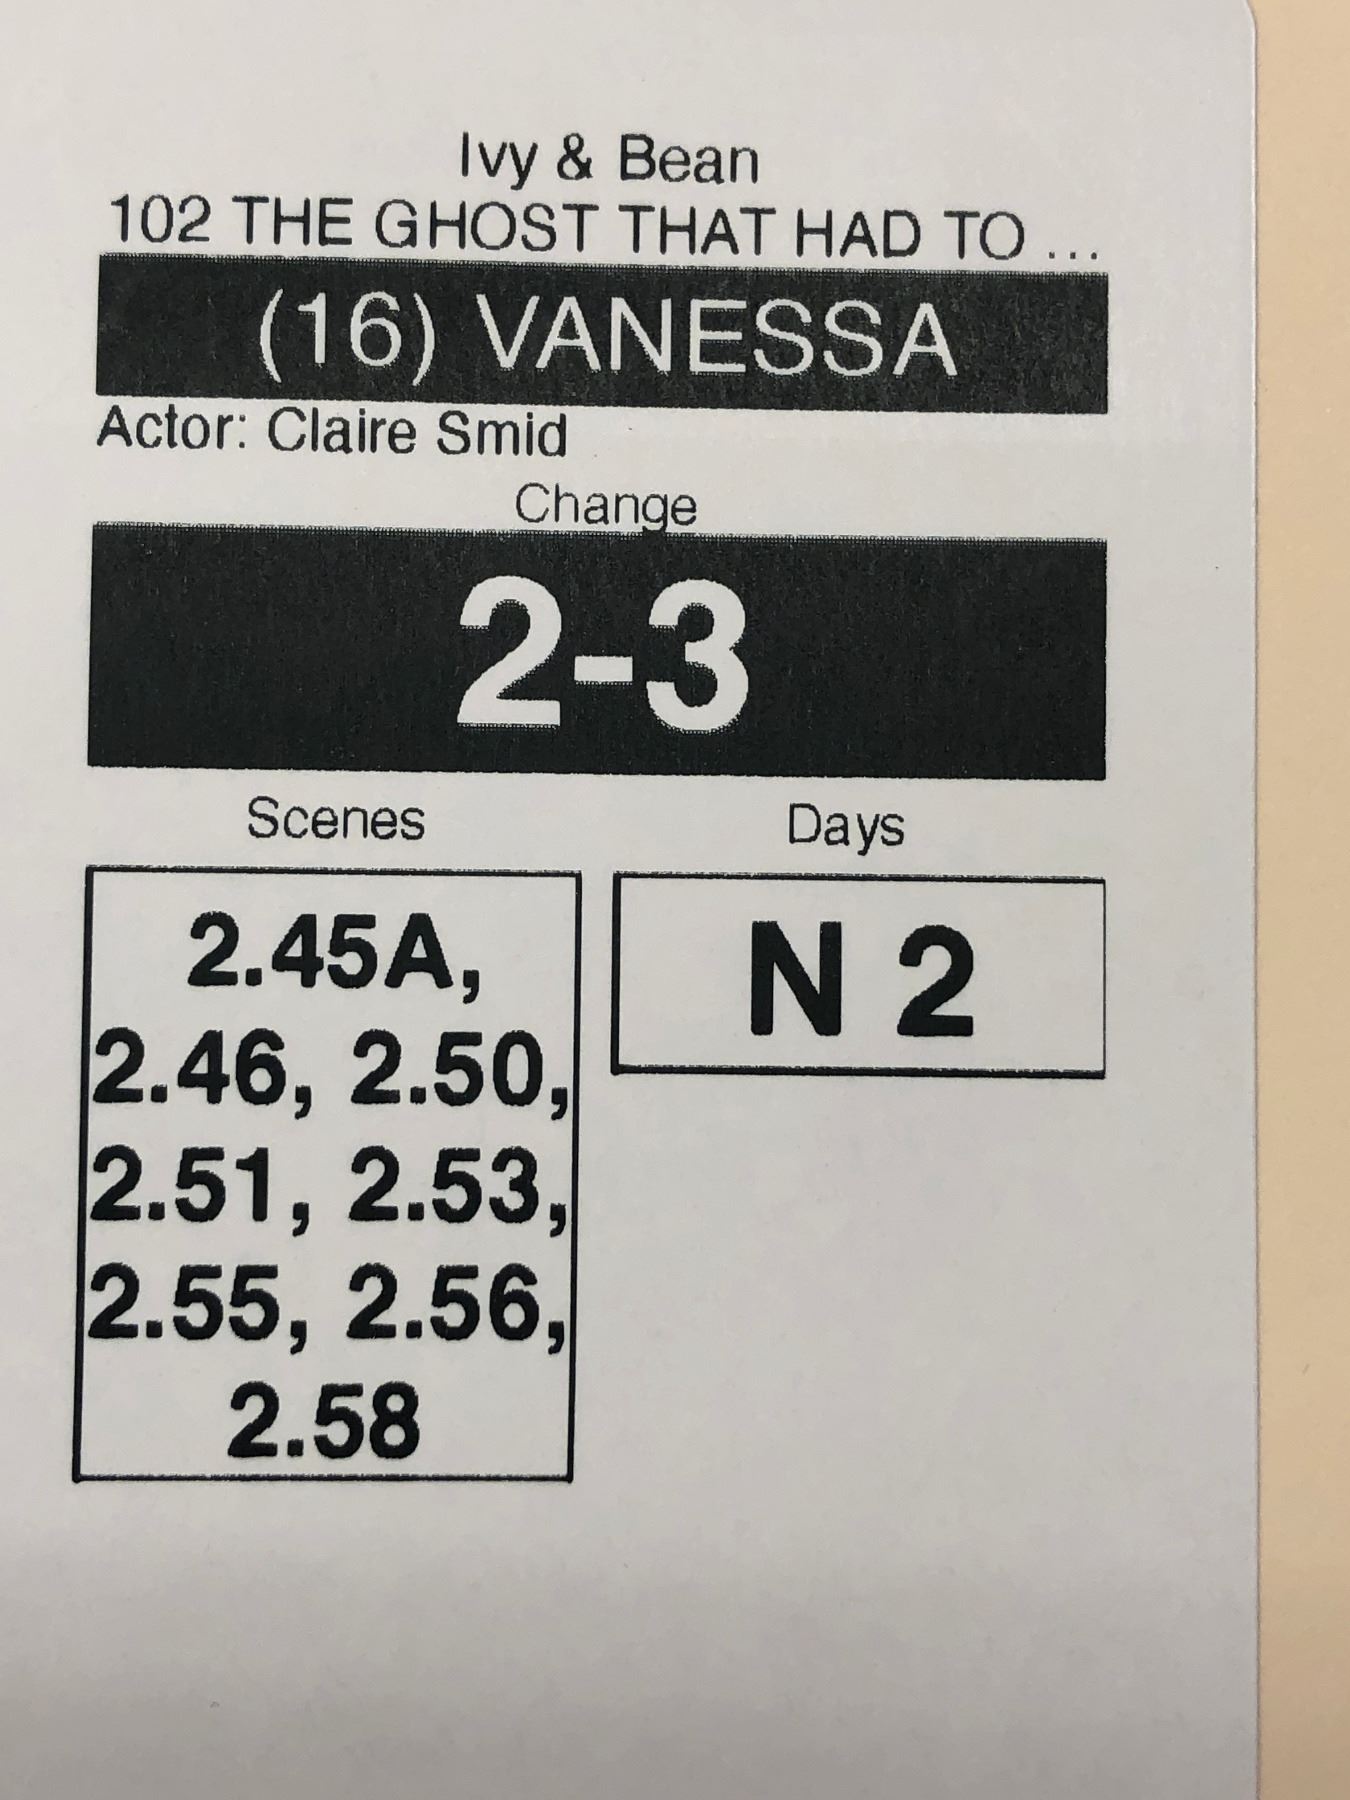 Ivy & Bean
102 THE GHOST THAT HAD TO ...
(16) VANESSA
Actor: Claire Smid
Change
2-3
Scenes
2.45A,
2.46, 2.50,
2.51, 2.53,
2.55, 2.56,
2.58
Days
N 2